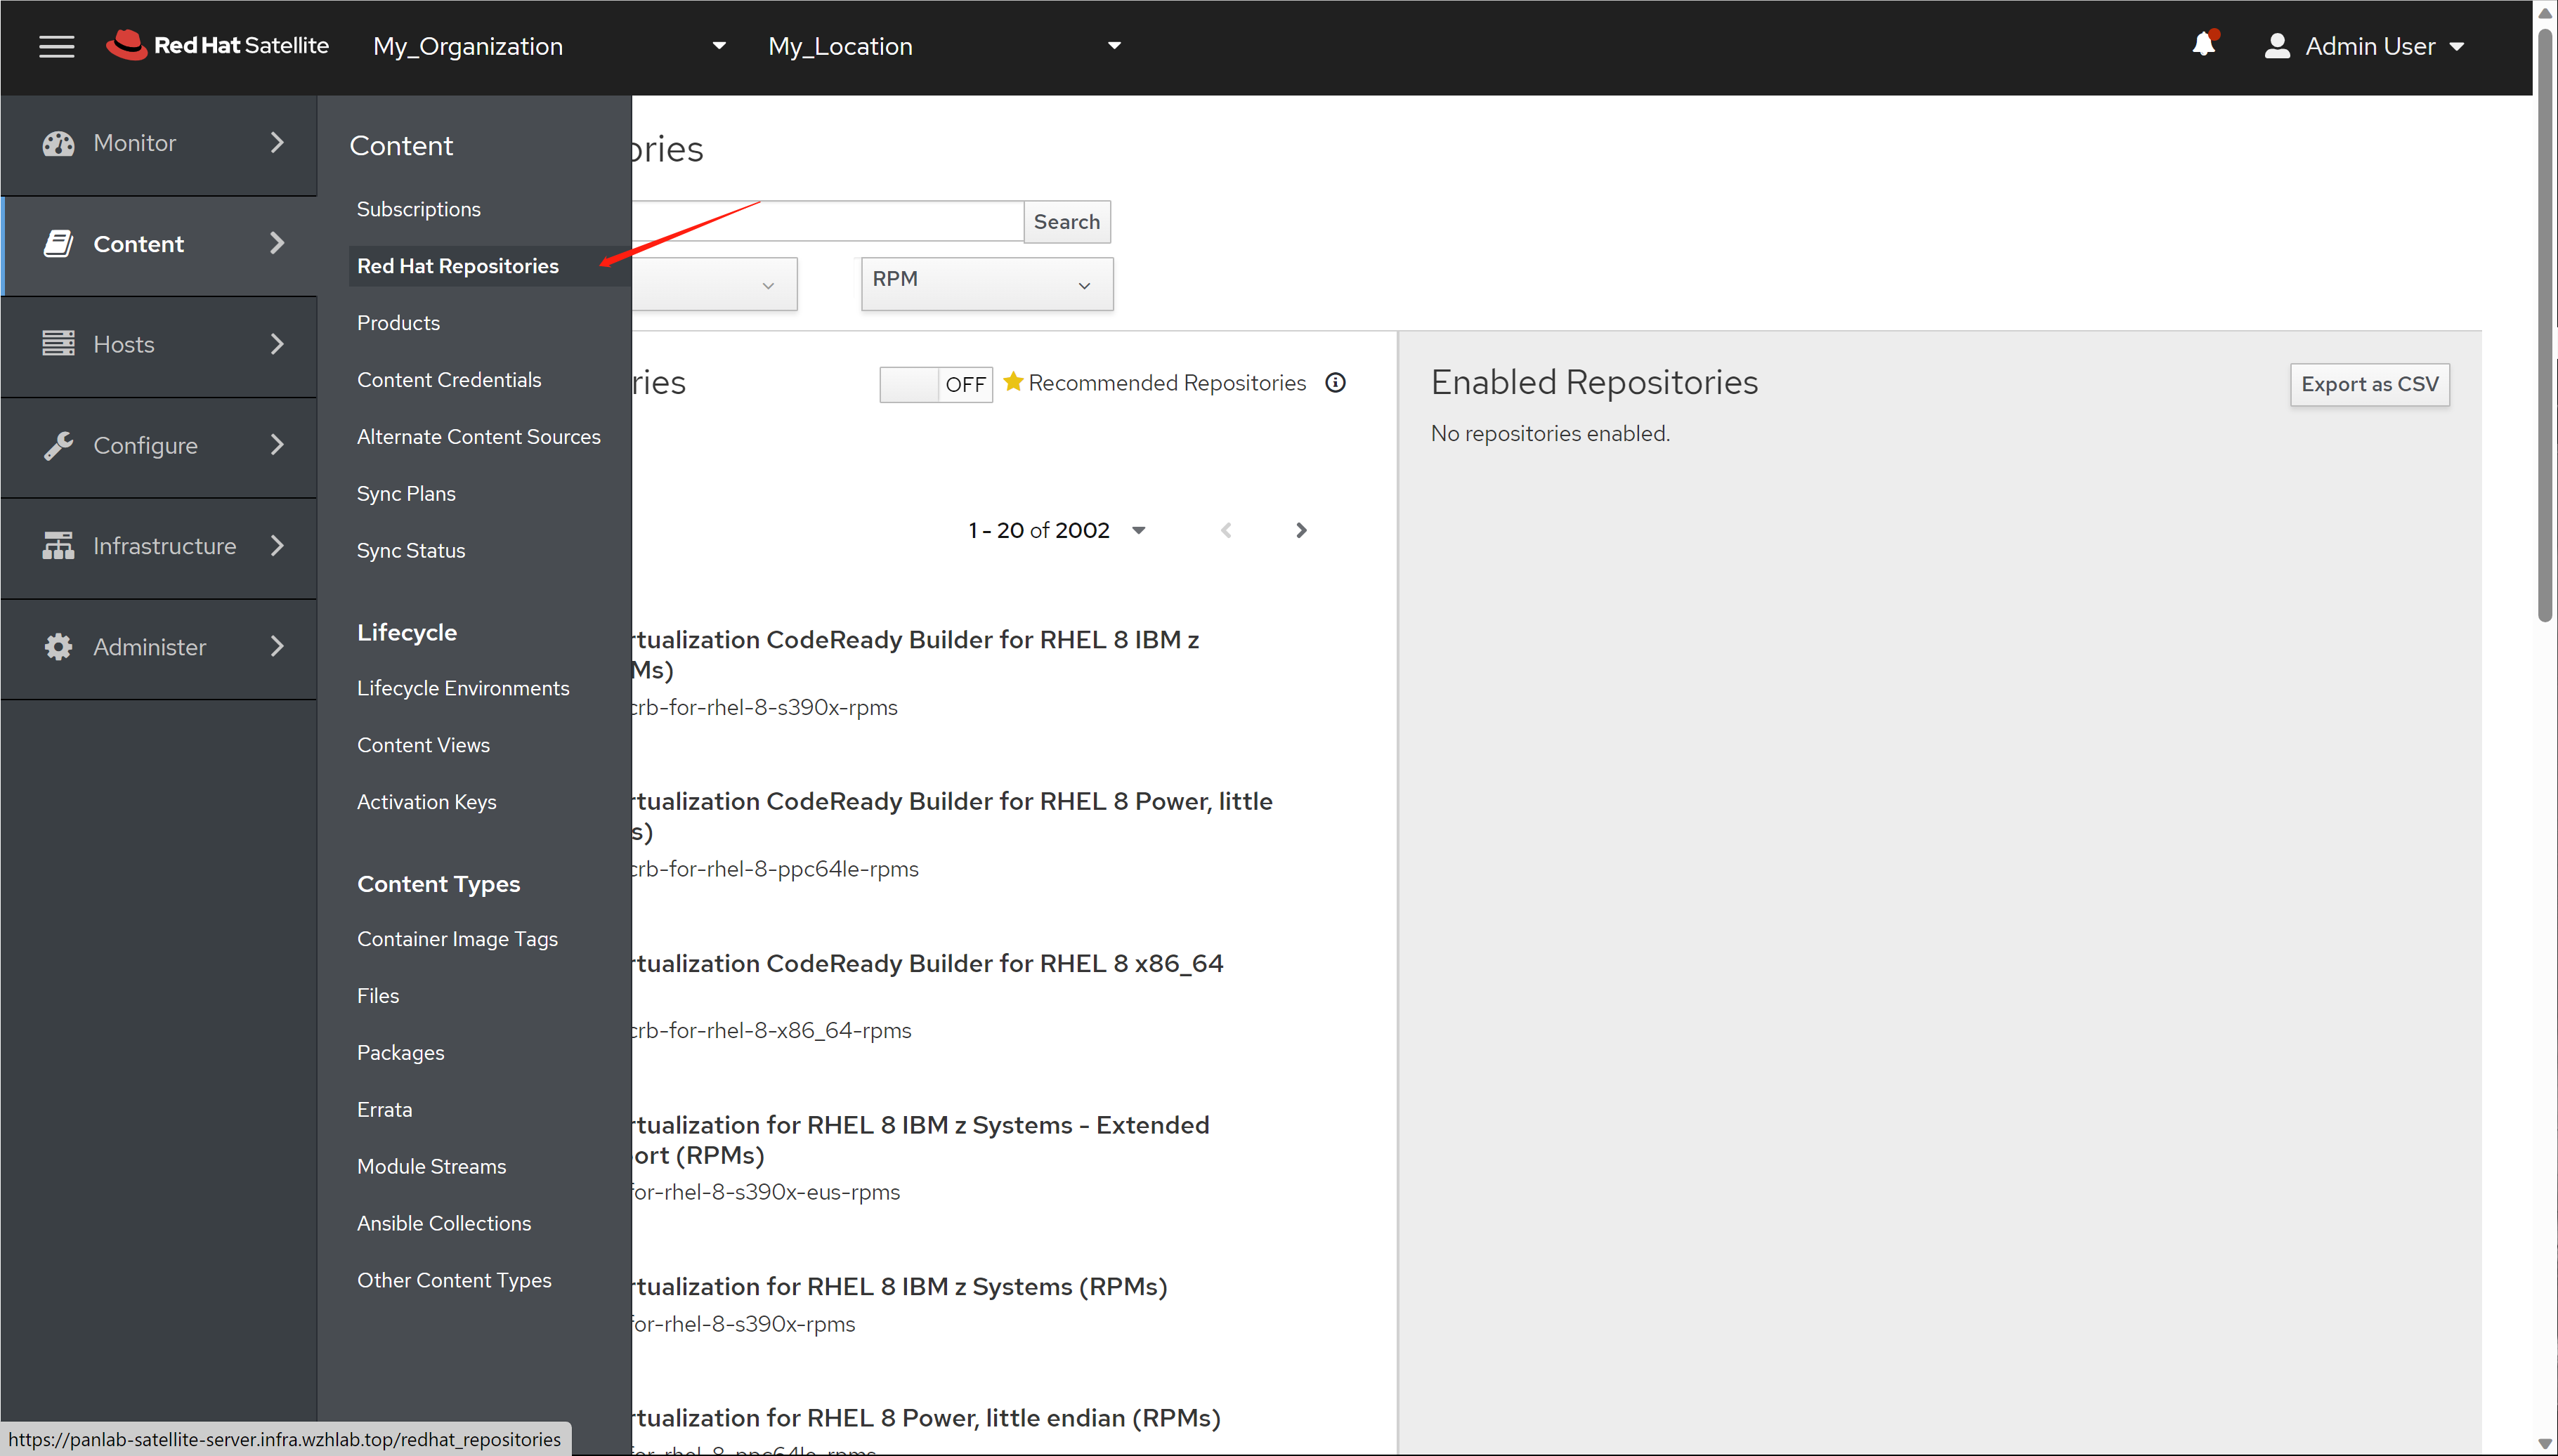 Red Hat Satellite
My_Organization
My_Location
Admin User
Monitor
Content
Hosts
Configure
Infrastructure
Administer
Content
Subscriptions
Red Hat Repositories
Products
Content Credentials
Alternate Content Sources
Sync Plans
Sync Status
Lifecycle
Lifecycle Environments
Content Views
Activation Keys
Content Types
Container Image Tags
Files
Packages
Errata
Module Streams
Ansible Collections
Other Content Types
ories
Search
RPM
ries
OFF
Recommended Repositories
1 - 20 of 2002
rtualization CodeReady Builder for RHEL 8 IBM z
Ms)
crb-for-rhel-8-s390x-rpms
rtualization CodeReady Builder for RHEL 8 Power, little
s)
crb-for-rhel-8-ppc64le-rpms
rtualization CodeReady Builder for RHEL 8 x86_64
crb-for-rhel-8-x86_64-rpms
rtualization for RHEL 8 IBM z Systems - Extended
ort (RPMs)
for-rhel-8-s390x-eus-rpms
rtualization for RHEL 8 IBM z Systems (RPMs)
for-rhel-8-s390x-rpms
rtualization for RHEL 8 Power, little endian (RPMs)
for-rhel-8-ppc64le-rpms
Enabled Repositories
Export as CSV
No repositories enabled.
https://panlab-satellite-server.infra.wzhlab.top/redhat_repositories